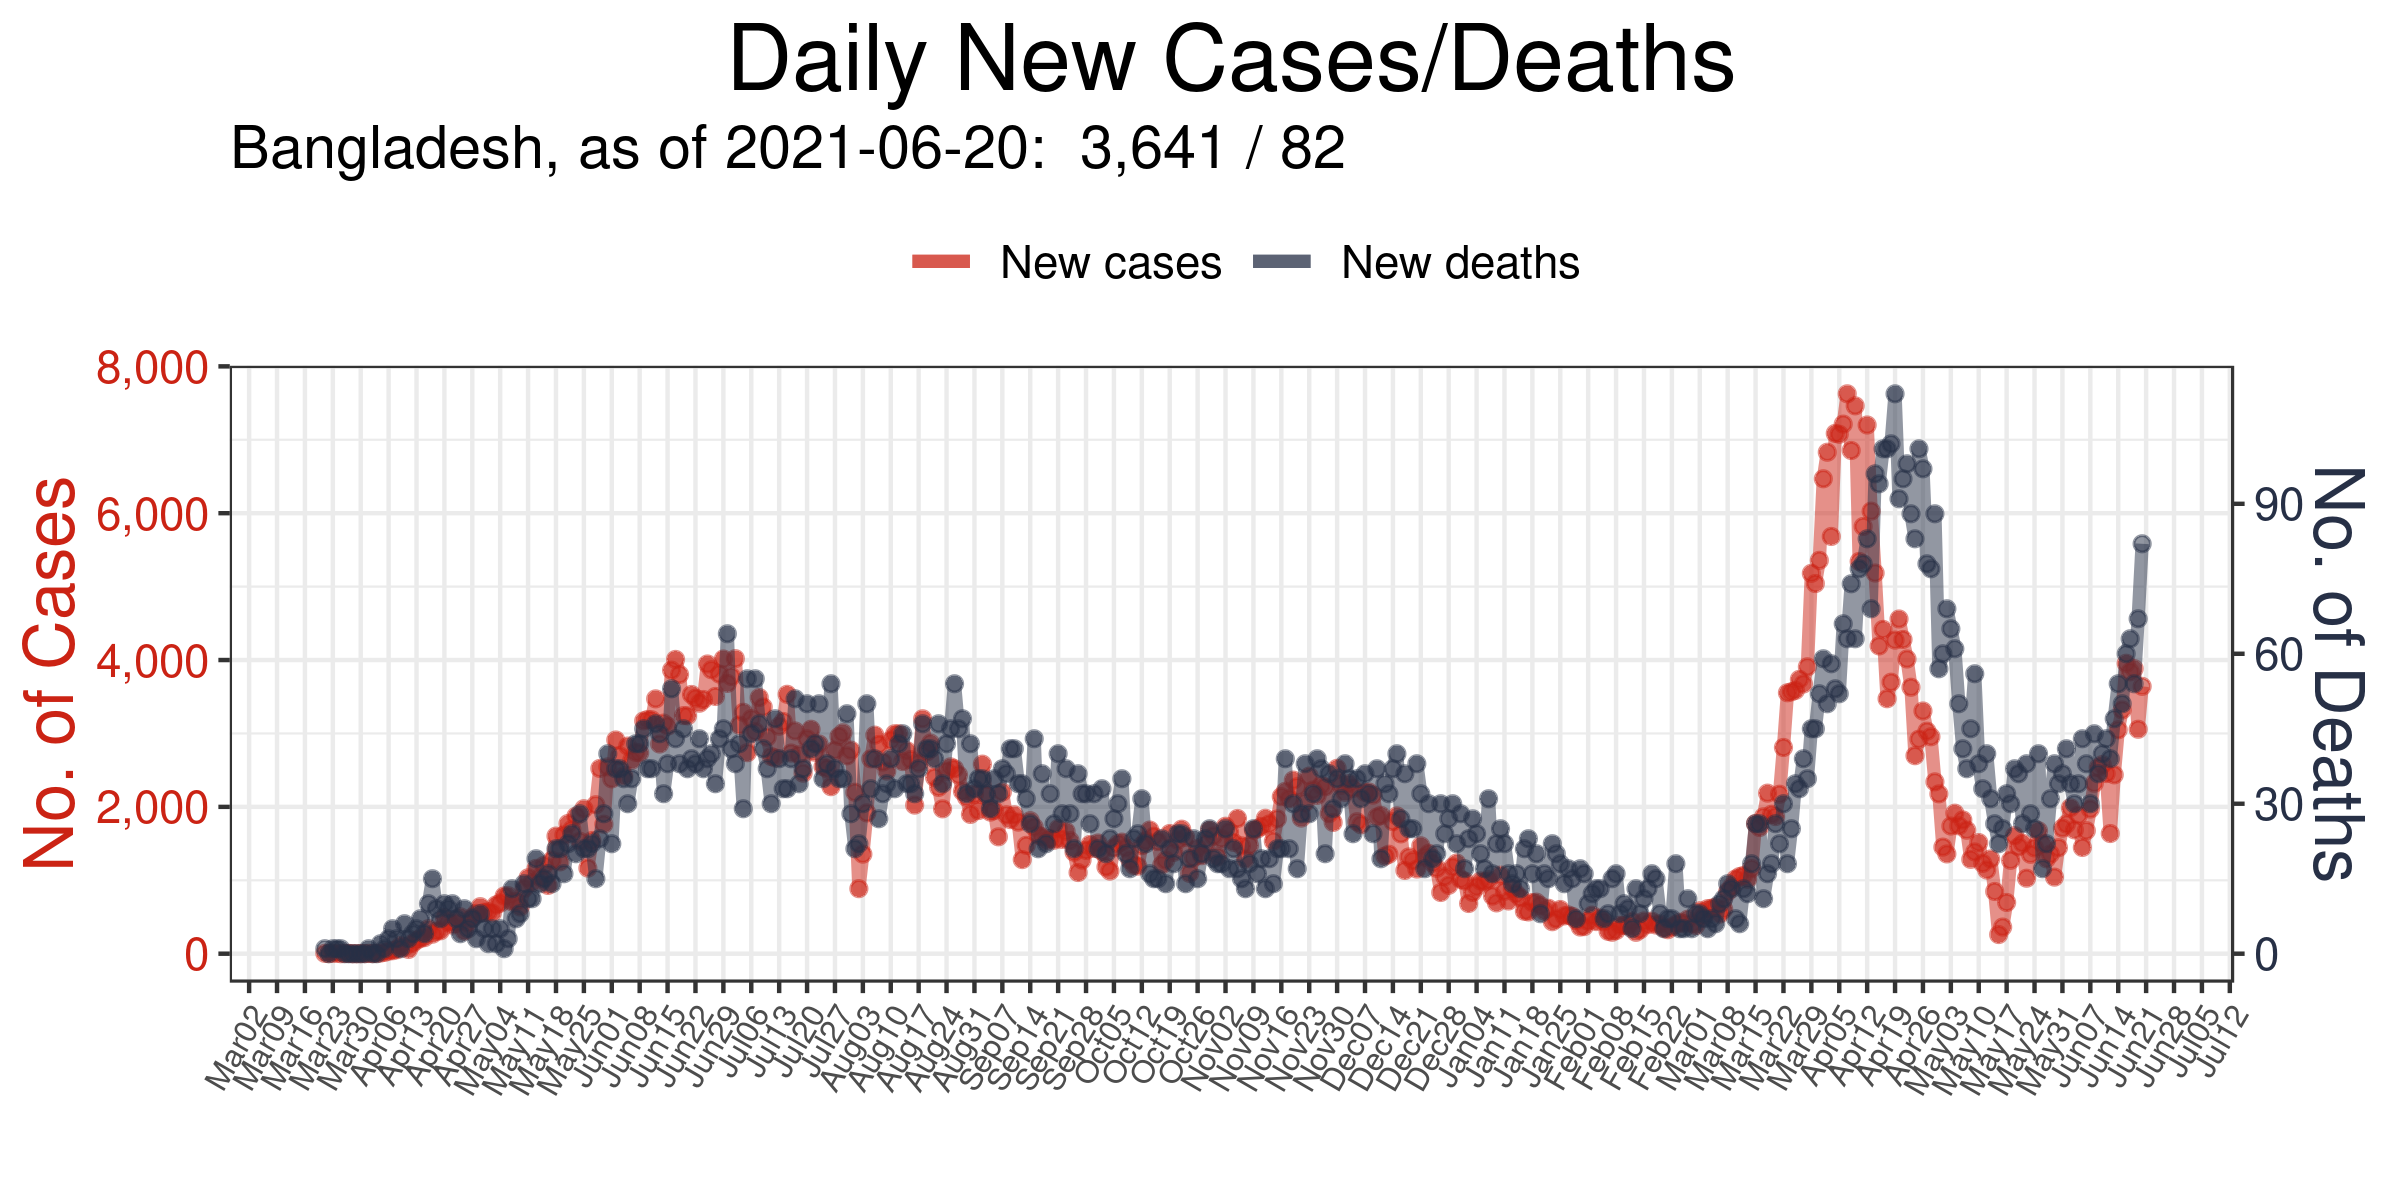 Daily New Cases/Deaths
Bangladesh, as of 2021-06-20:  3,641 / 82
New cases
New deaths
No. of Cases
8,000
6,000
4,000
2,000
0
No. of Deaths
90
60
30
0
Mar02
Mar09
Mar16
Mar23
Mar30
Apr06
Apr13
Apr20
Apr27
May04
May11
May18
May25
Jun01
Jun08
Jun15
Jun22
Jun29
Jul06
Jul13
Jul20
Jul27
Aug03
Aug10
Aug17
Aug24
Aug31
Sep07
Sep14
Sep21
Sep28
Oct05
Oct12
Oct19
Oct26
Nov02
Nov09
Nov16
Nov23
Nov30
Dec07
Dec14
Dec21
Dec28
Jan04
Jan11
Jan18
Jan25
Feb01
Feb08
Feb15
Feb22
Mar01
Mar08
Mar15
Mar22
Mar29
Apr05
Apr12
Apr19
Apr26
May03
May10
May17
May24
May31
Jun07
Jun14
Jun21
Jun28
Jul05
Jul12